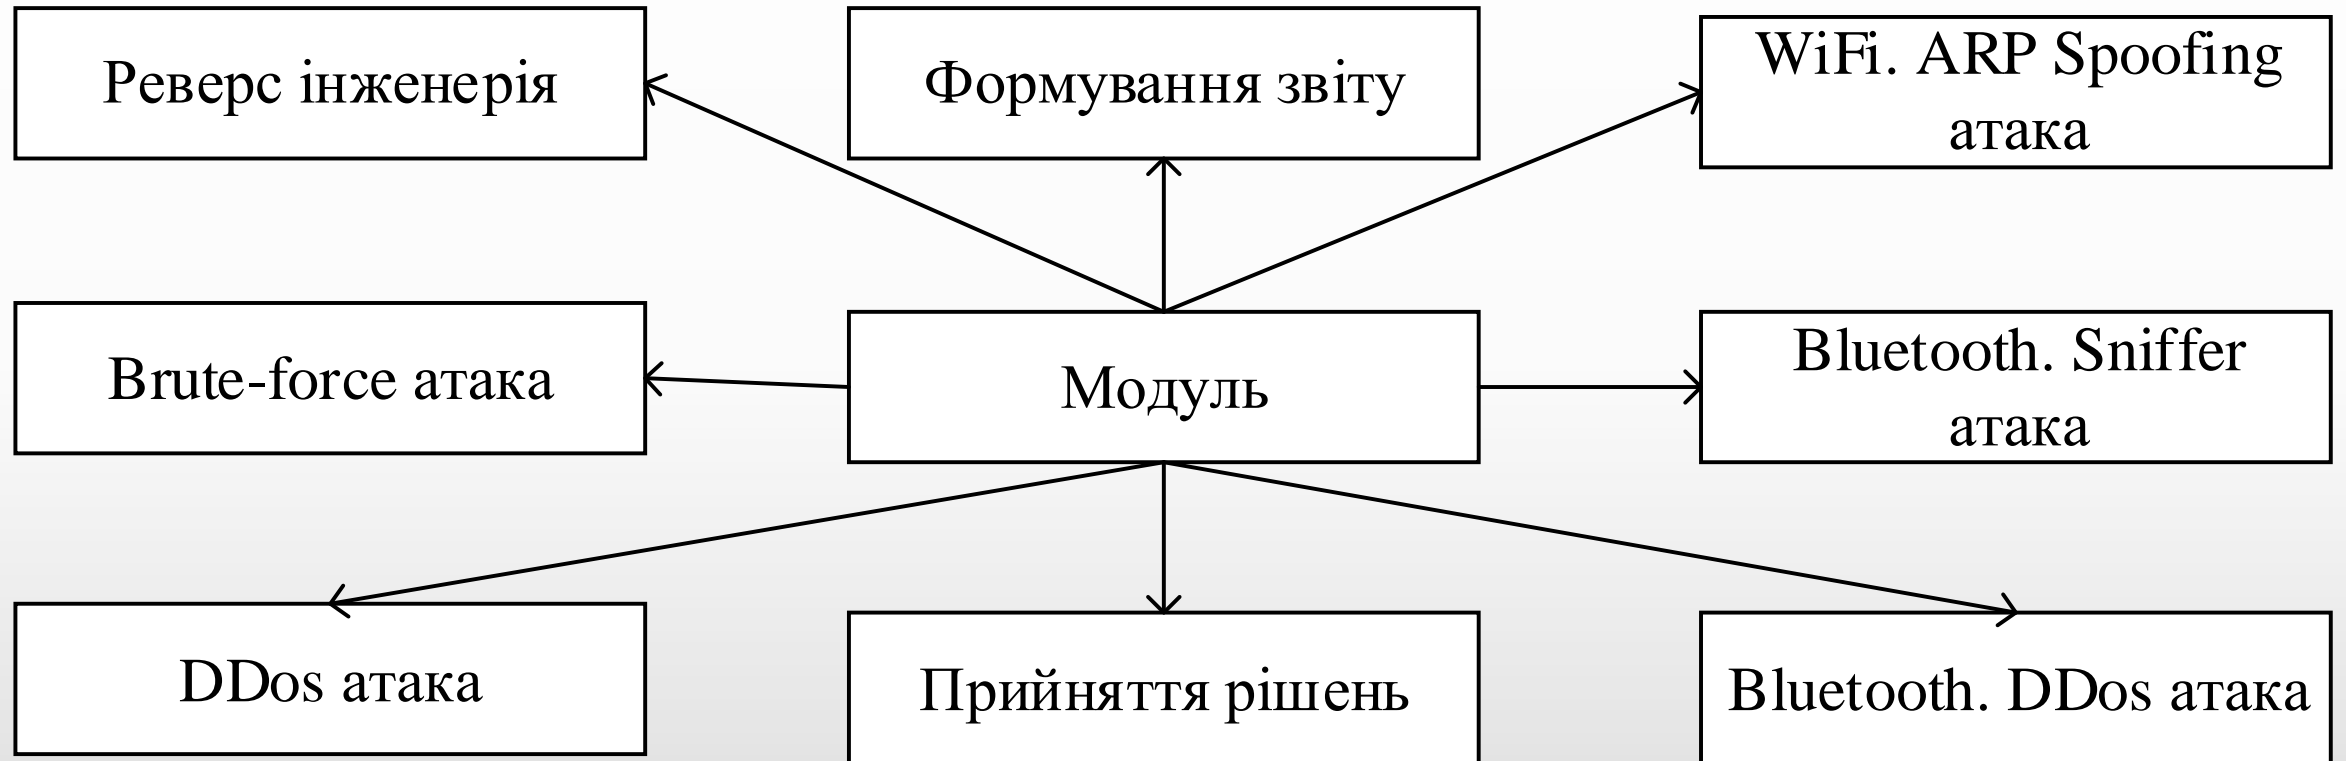 Реверс інженерія
Формування звіту
WiFi. ARP Spoofing
атака
Brute-force атака
Модуль
Bluetooth. Sniffer
атака
DDos атака
Прийняття рішень
Bluetooth. DDos атака